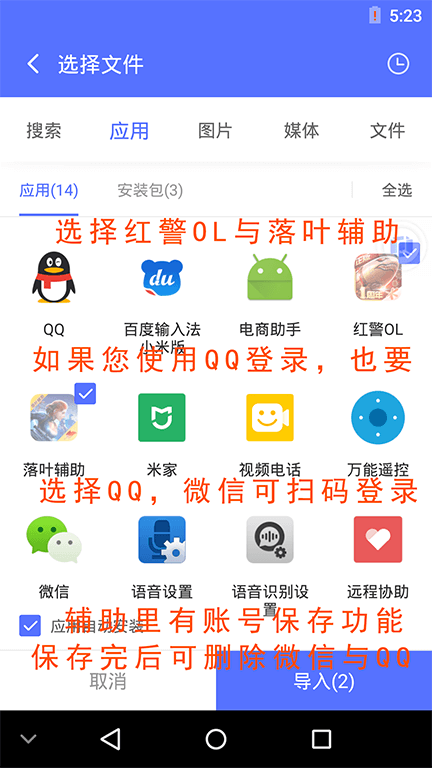 5:23
选择文件
搜索 应用 图片 媒体 文件
应用(14) 安装包(3) 全选
选择红警OL与落叶辅助
du
QQ 百度输入法小米版 电商助手 红警OL
如果您使用QQ登录，也要
落叶辅助 米家 视频电话 万能遥控
选择QQ，微信可扫码登录
微信 语音设置 语音识别设置 远程协助
辅助里有账号保存功能
应用自动安装
保存完后可删除微信与QQ
取消 导入(2)